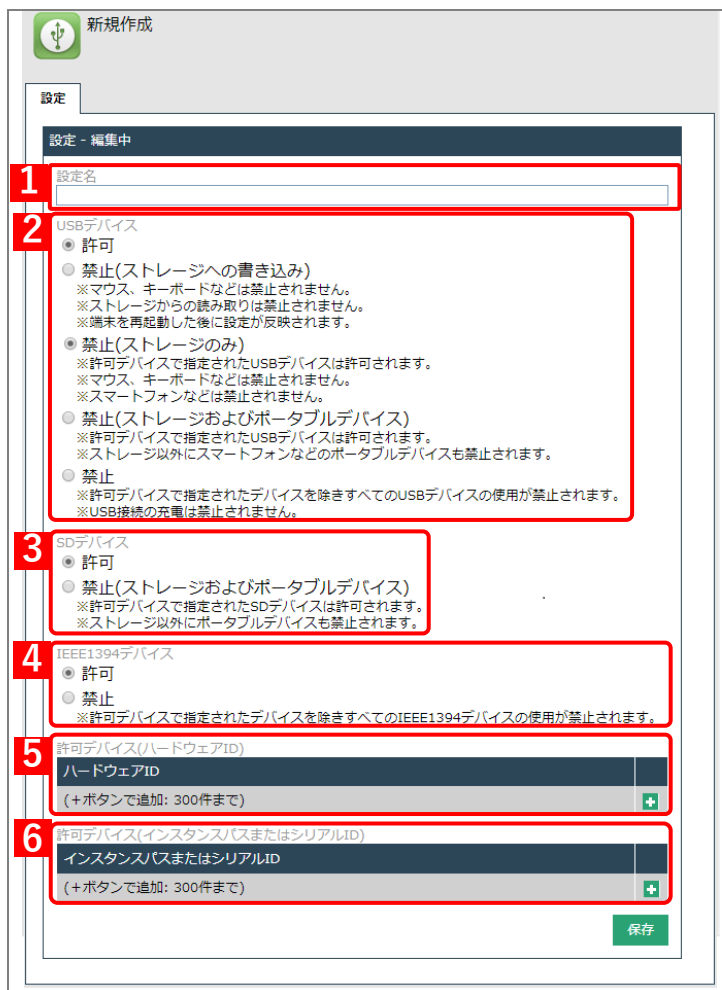 新規作成
設定
設定 - 編集中
1
設定名
2
USBデバイス
許可
禁止(ストレージへの書き込み)
※マウス、キーボードなどは禁止されません。
※ストレージからの読み取りは禁止されません。
※端末を再起動した後に設定が反映されます。
禁止(ストレージのみ)
※許可デバイスで指定されたUSBデバイスは許可されます。
※マウス、キーボードなどは禁止されません。
※スマートフォンなどは禁止されません。
禁止(ストレージおよびポータブルデバイス)
※許可デバイスで指定されたUSBデバイスは許可されます。
※ストレージ以外にスマートフォンなどのポータブルデバイスも禁止されます。
禁止
※許可デバイスで指定されたデバイスを除きすべてのUSBデバイスの使用が禁止されます。
※USB接続の充電は禁止されません。
3
SDデバイス
許可
禁止(ストレージおよびポータブルデバイス)
※許可デバイスで指定されたSDデバイスは許可されます。
※ストレージ以外にポータブルデバイスも禁止されます。
4
IEEE1394デバイス
許可
禁止
※許可デバイスで指定されたデバイスを除きすべてのIEEE1394デバイスの使用が禁止されます。
5
許可デバイス(ハードウェアID)
ハードウェアID
(+ボタンで追加: 300件まで)
6
許可デバイス(インスタンスパスまたはシリアルID)
インスタンスパスまたはシリアルID
(+ボタンで追加: 300件まで)
保存